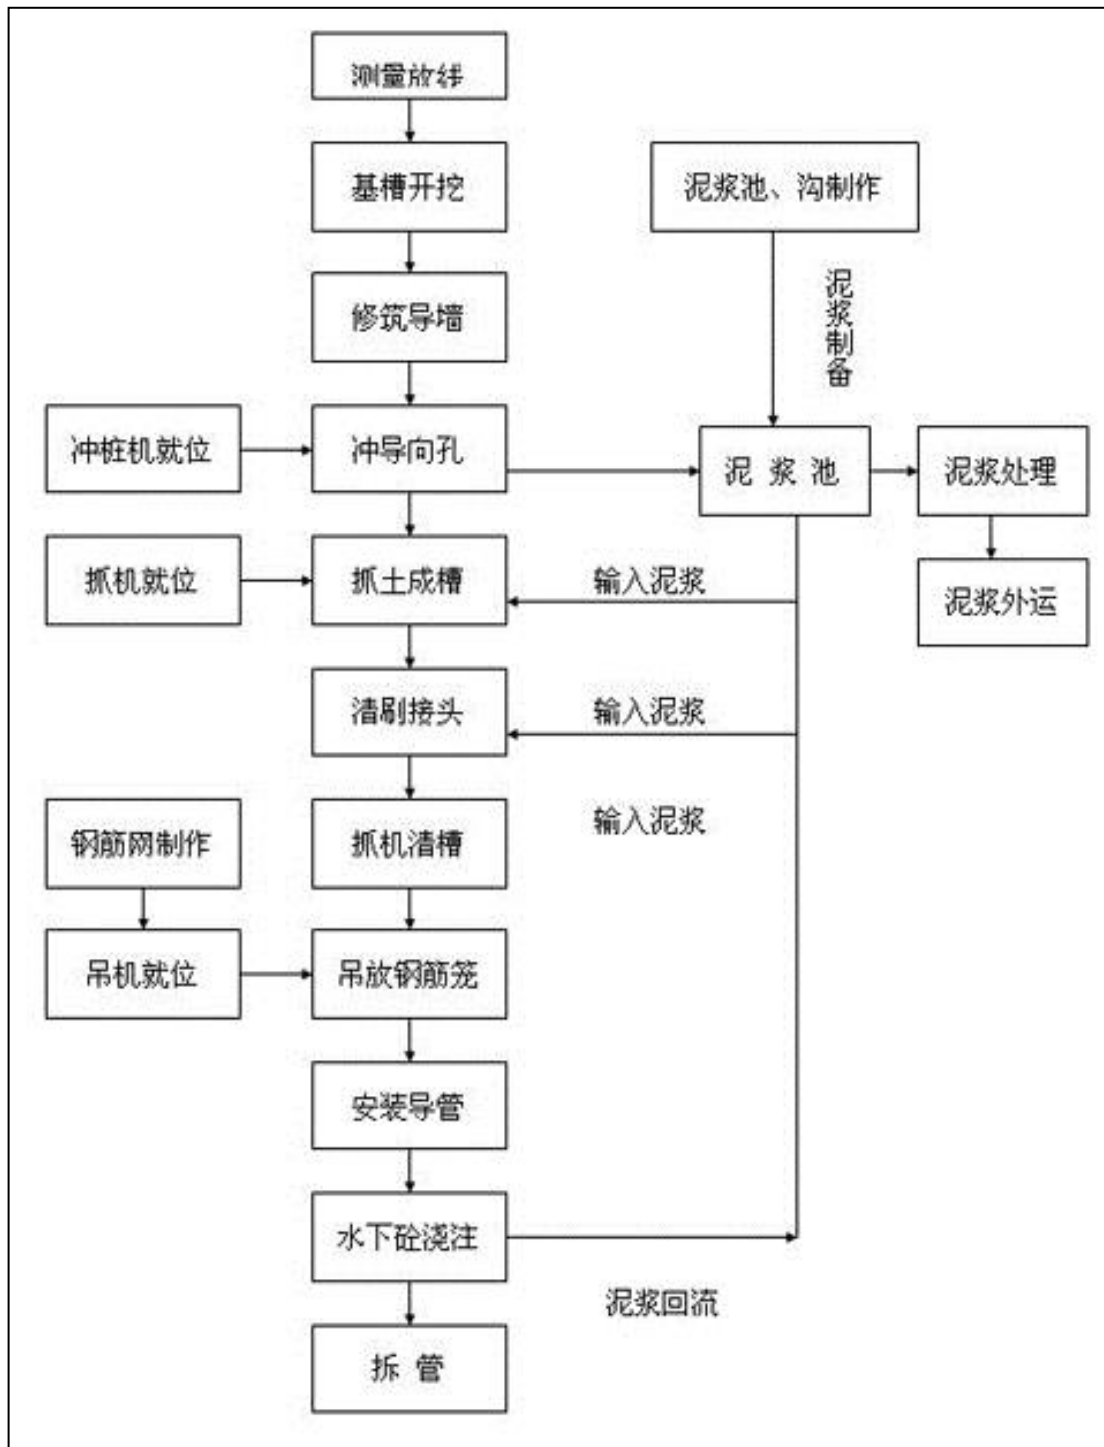 测量放线
基槽开挖
泥浆池、沟制作
泥浆制备
修筑导墙
冲桩机就位
冲导向孔
泥 浆 池
泥浆处理
抓机就位
抓土成槽
输入泥浆
泥浆外运
清刷接头
输入泥浆
钢筋网制作
抓机清槽
输入泥浆
吊机就位
吊放钢筋笼
安装导管
水下砼浇注
泥浆回流
拆 管